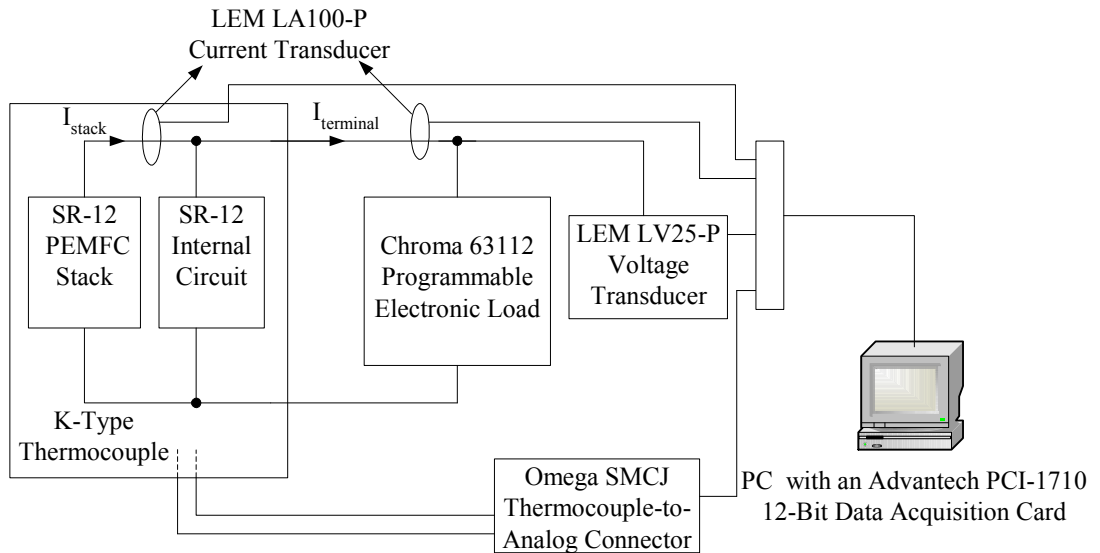 LEM LA100-P
Current Transducer
I_stack
I_terminal
SR-12
PEMFC
Stack
SR-12
Internal
Circuit
Chroma 63112
Programmable
Electronic Load
LEM LV25-P
Voltage
Transducer
K-Type
Thermocouple
Omega SMCJ
Thermocouple-to-
Analog Connector
PC with an Advantech PCI-1710
12-Bit Data Acquisition Card